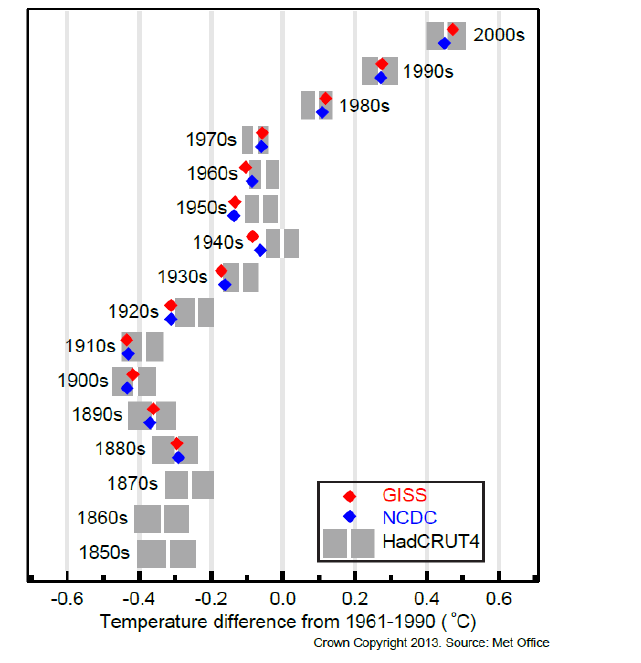 2000s
1990s
1980s
1970s
1960s
1950s
1940s
1930s
1920s
1910s
1900s
1890s
1880s
1870s
1860s
1850s
GISS
NCDC
HadCRUT4
-0.6 -0.4 -0.2 0.0 0.2 0.4 0.6
Temperature difference from 1961-1990 (°C)
Crown Copyright 2013. Source: Met Office